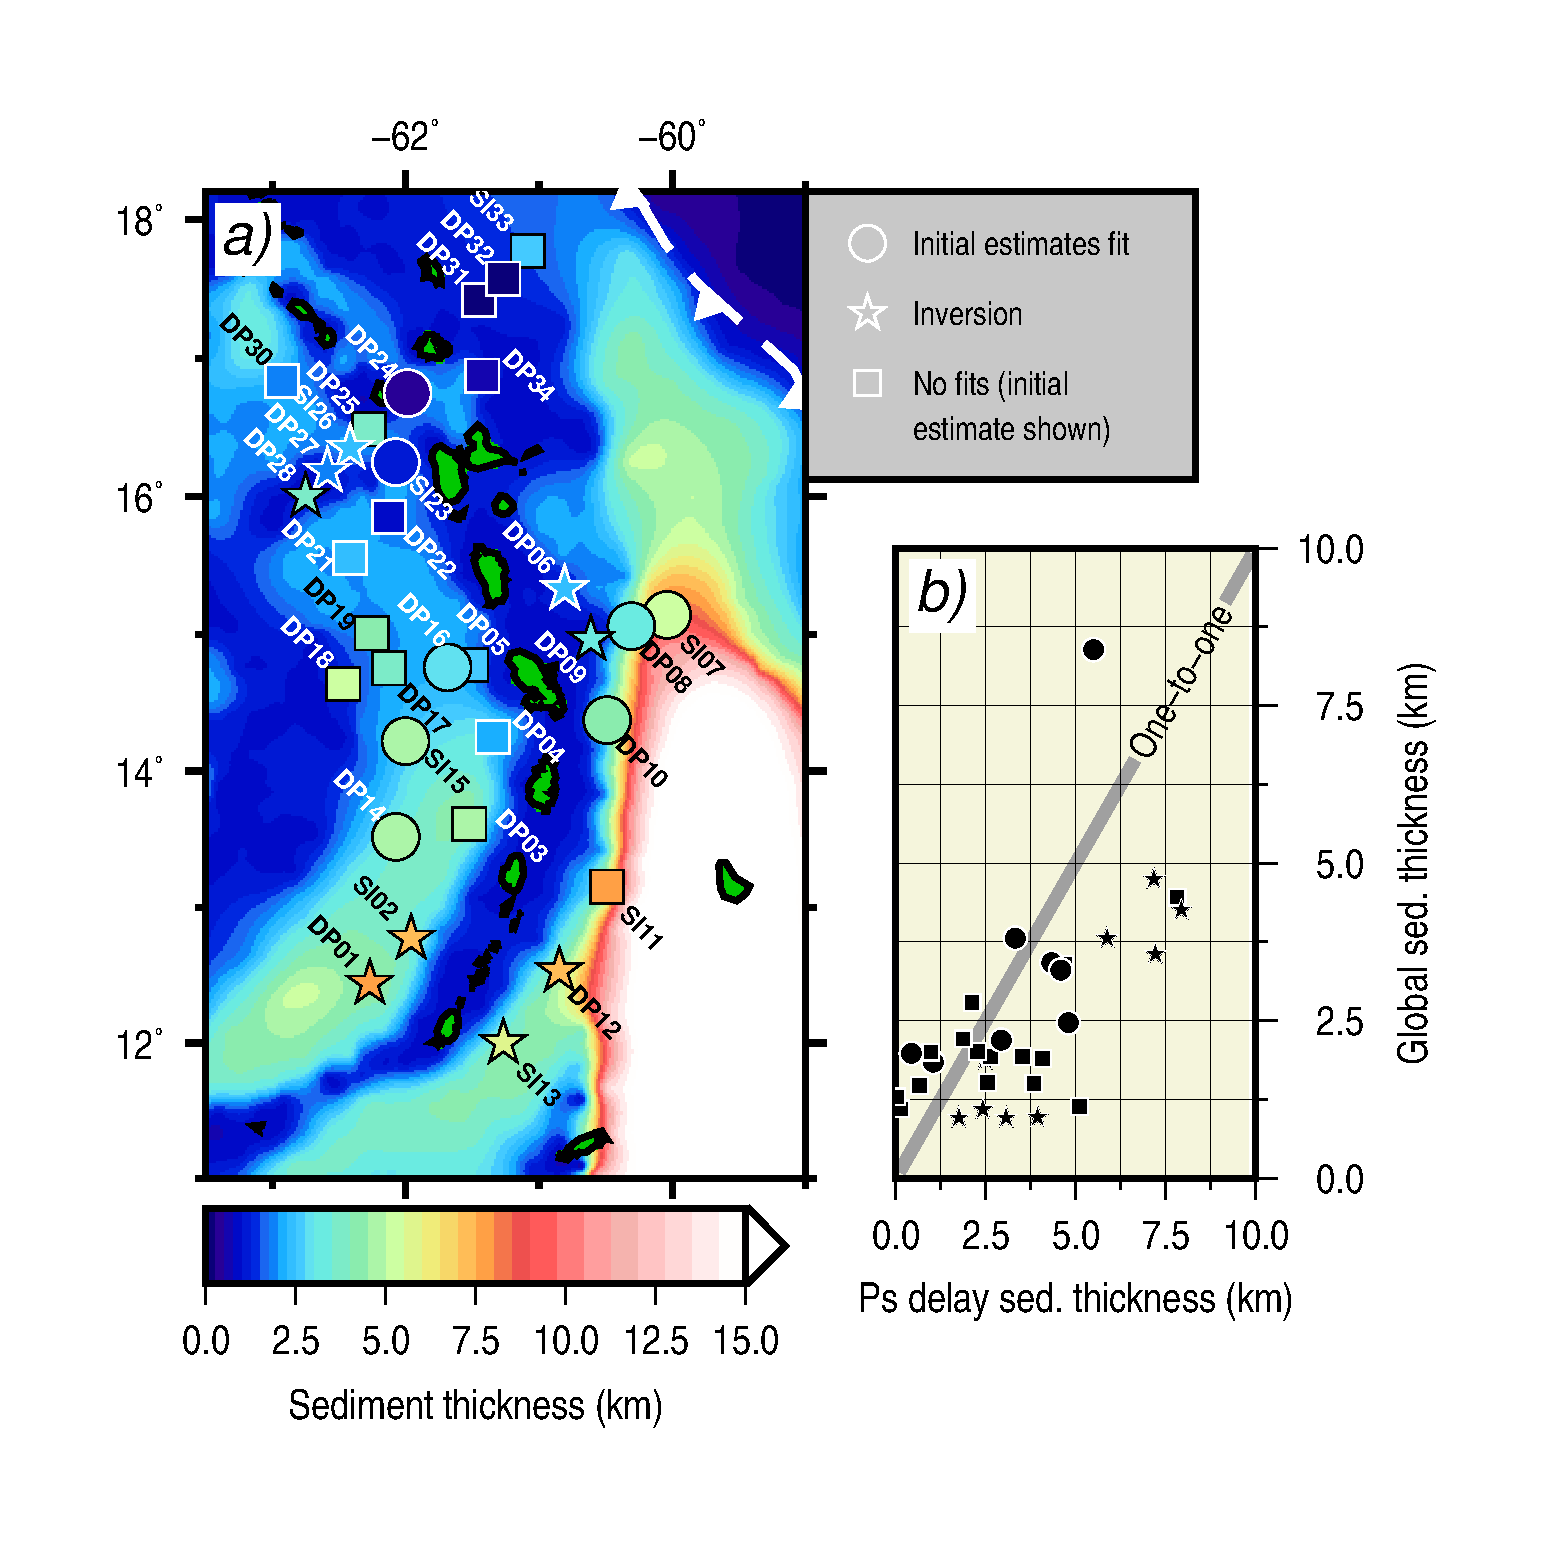 −62° −60°
18°
16°
14°
12°
a)
SI33
DP32
DP31
DP30
DP24
DP34
DP25
SI26
DP27
DP28
SI23
DP22
DP21
DP06
DP19
DP16
DP05
DP18
DP09
SI07
DP08
DP17
DP04
SI15
DP10
DP14
DP03
SI02
SI11
DP01
DP12
SI13
Initial estimates fit
Inversion
No fits (initial
estimate shown)
0.0 2.5 5.0 7.5 10.0 12.5 15.0
Sediment thickness (km)
b)
One−to−one
10.0
7.5
5.0
2.5
0.0
Global sed. thickness (km)
0.0 2.5 5.0 7.5 10.0
Ps delay sed. thickness (km)